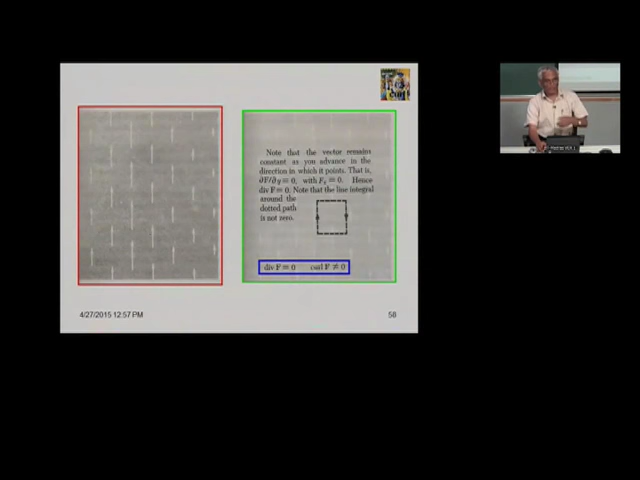 Note that the vector remains
constant as you advance in the
direction in which it points. That is,
∂F/∂y = 0, with Fₓ = 0. Hence
div F = 0. Note that the line integral
around the
dotted path
is not zero.
div F = 0 curl F ≠ 0
4/27/2015 12:57 PM
58